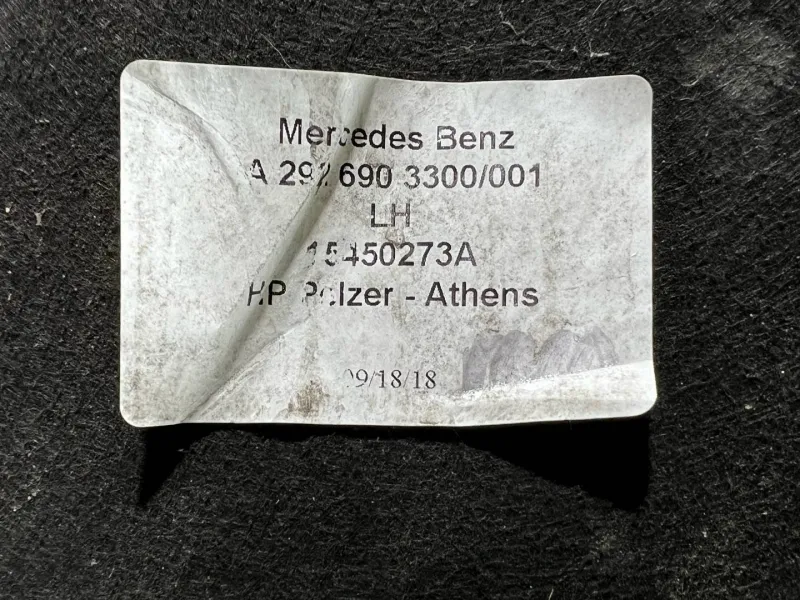 Mercedes Benz
A 292 690 3300/001
LH
15450273A
HP Pelzer - Athens
09/18/18